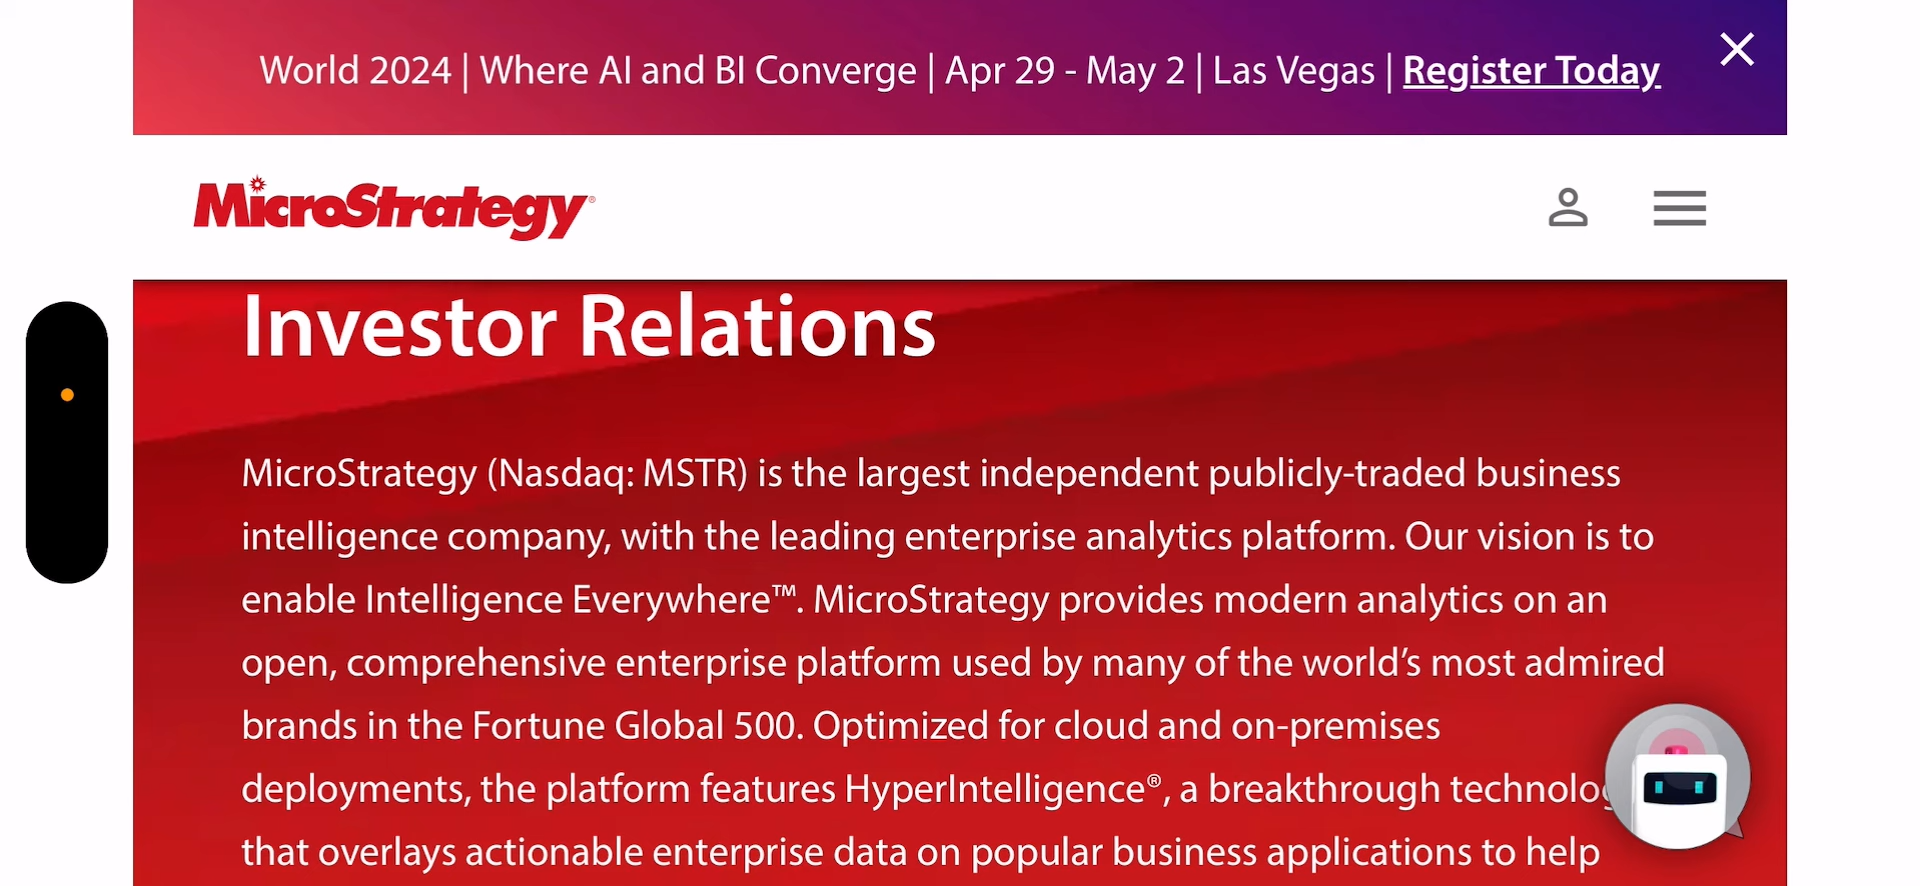 World 2024 | Where AI and BI Converge | Apr 29 - May 2 | Las Vegas | Register Today
MicroStrategy®
Investor Relations
MicroStrategy (Nasdaq: MSTR) is the largest independent publicly-traded business
intelligence company, with the leading enterprise analytics platform. Our vision is to
enable Intelligence Everywhere™. MicroStrategy provides modern analytics on an
open, comprehensive enterprise platform used by many of the world’s most admired
brands in the Fortune Global 500. Optimized for cloud and on-premises
deployments, the platform features HyperIntelligence®, a breakthrough
that overlays actionable enterprise data on popular business applications to help